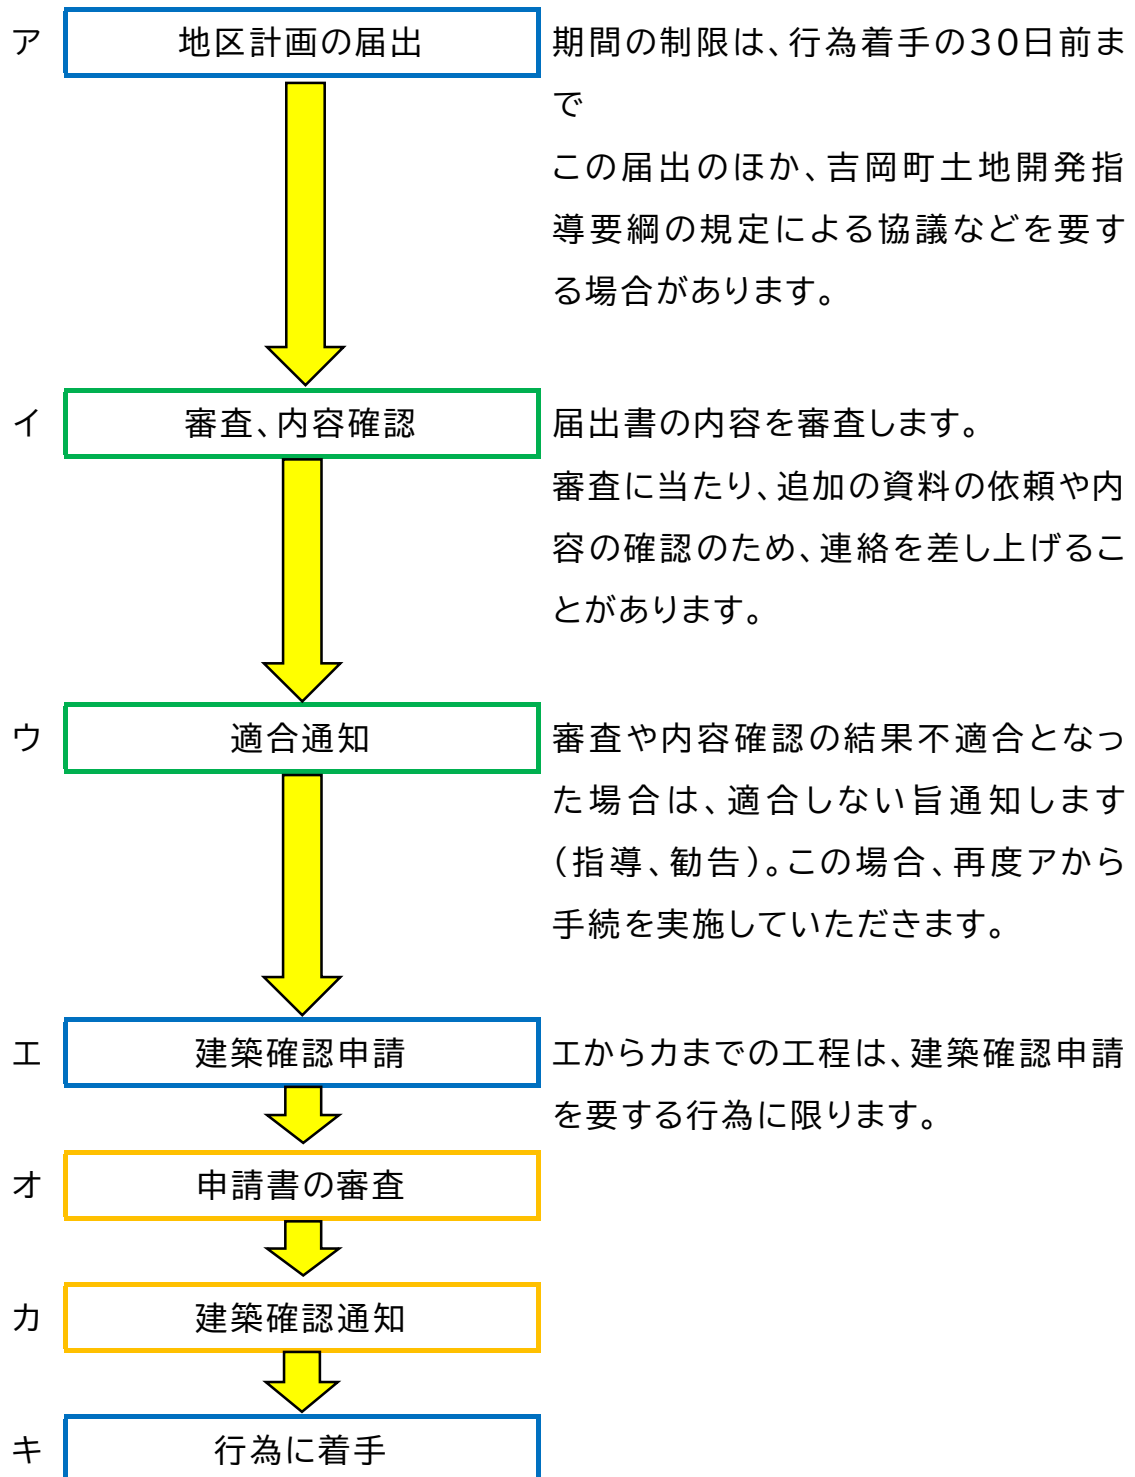 ア
地区計画の届出
期間の制限は、行為着手の30日前ま
で
この届出のほか、吉岡町土地開発指
導要綱の規定による協議などを要す
る場合があります。
イ
審査、内容確認
届出書の内容を審査します。
審査に当たり、追加の資料の依頼や内
容の確認のため、連絡を差し上げるこ
とがあります。
ウ
適合通知
審査や内容確認の結果不適合となっ
た場合は、適合しない旨通知します
(指導、勧告)。この場合、再度アから
手続を実施していただきます。
エ
建築確認申請
エからカまでの工程は、建築確認申請
を要する行為に限ります。
オ
申請書の審査
カ
建築確認通知
キ
行為に着手